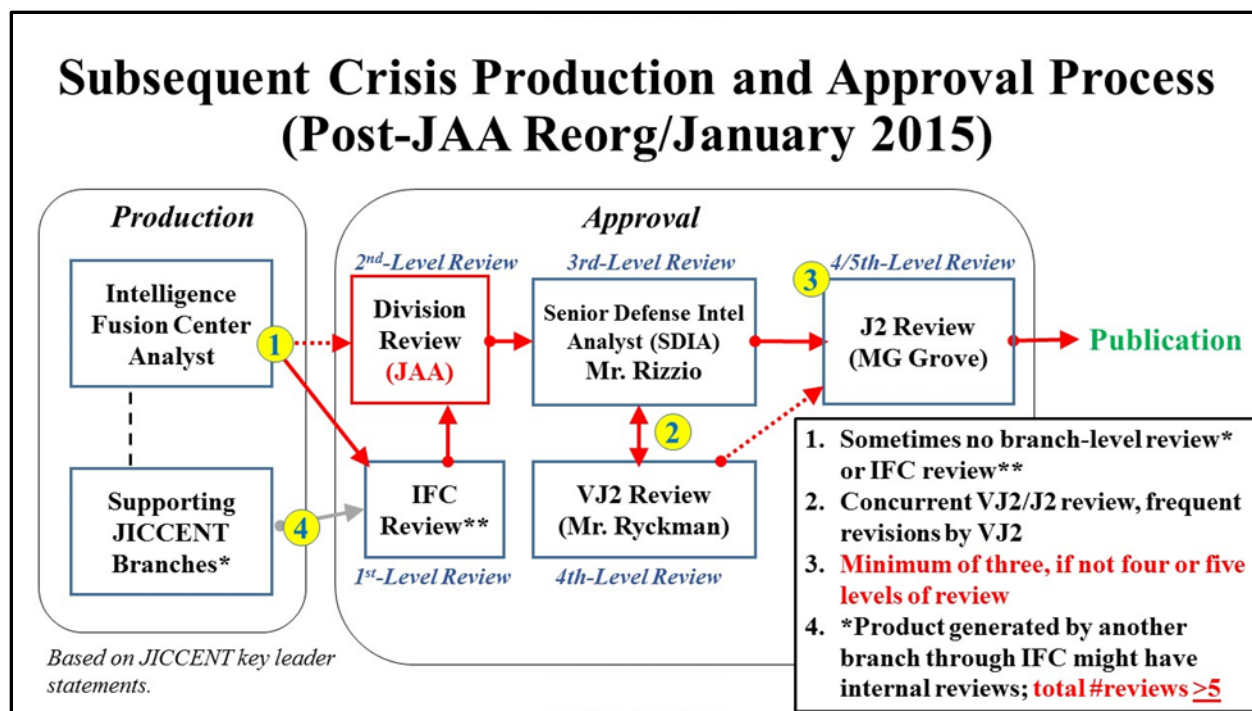 Subsequent Crisis Production and Approval Process
(Post-JAA Reorg/January 2015)
Production
Intelligence
Fusion Center
Analyst
Supporting
JICCENT
Branches*
Based on JICCENT key leader
statements.
Approval
2nd-Level Review
Division
Review
(JAA)
3rd-Level Review
Senior Defense Intel
Analyst (SDIA)
Mr. Rizzio
4/5th-Level Review
J2 Review
(MG Grove)
Publication
IFC
Review**
1st-Level Review
VJ2 Review
(Mr. Ryckman)
4th-Level Review
1
2
3
4
1. Sometimes no branch-level review*
or IFC review**
2. Concurrent VJ2/J2 review, frequent
revisions by VJ2
3. Minimum of three, if not four or five
levels of review
4. *Product generated by another
branch through IFC might have
internal reviews; total #reviews >5